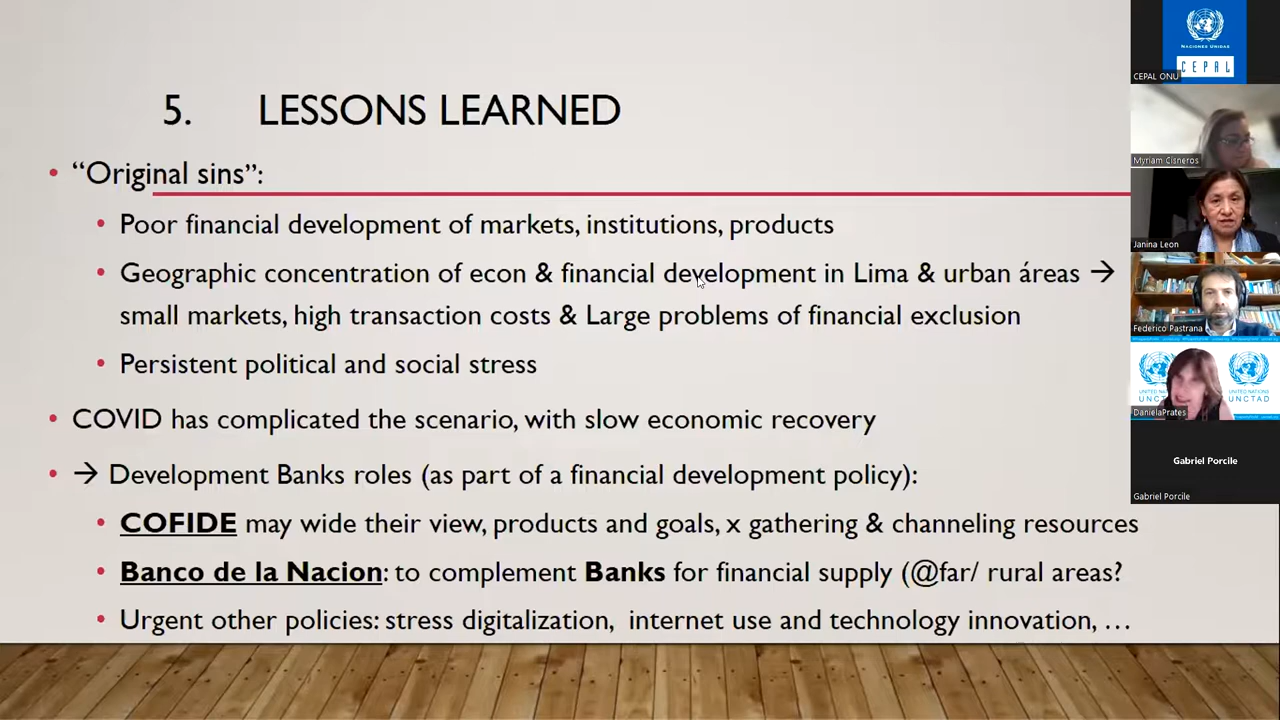 5. LESSONS LEARNED
• “Original sins”:
• Poor financial development of markets, institutions, products
• Geographic concentration of econ & financial development in Lima & urban áreas →
small markets, high transaction costs & Large problems of financial exclusion
• Persistent political and social stress
• COVID has complicated the scenario, with slow economic recovery
• → Development Banks roles (as part of a financial development policy):
• COFIDE may wide their view, products and goals, x gathering & channeling resources
• Banco de la Nacion: to complement Banks for financial supply (@far/ rural areas?
• Urgent other policies: stress digitalization, internet use and technology innovation, …
NACIONES UNIDAS
CEPAL
CEPAL ONU
Myriam Cisneros
Janina Leon
Federico Pastrana
UNCTAD
DanielaPrates
Gabriel Porcile
Gabriel Porcile